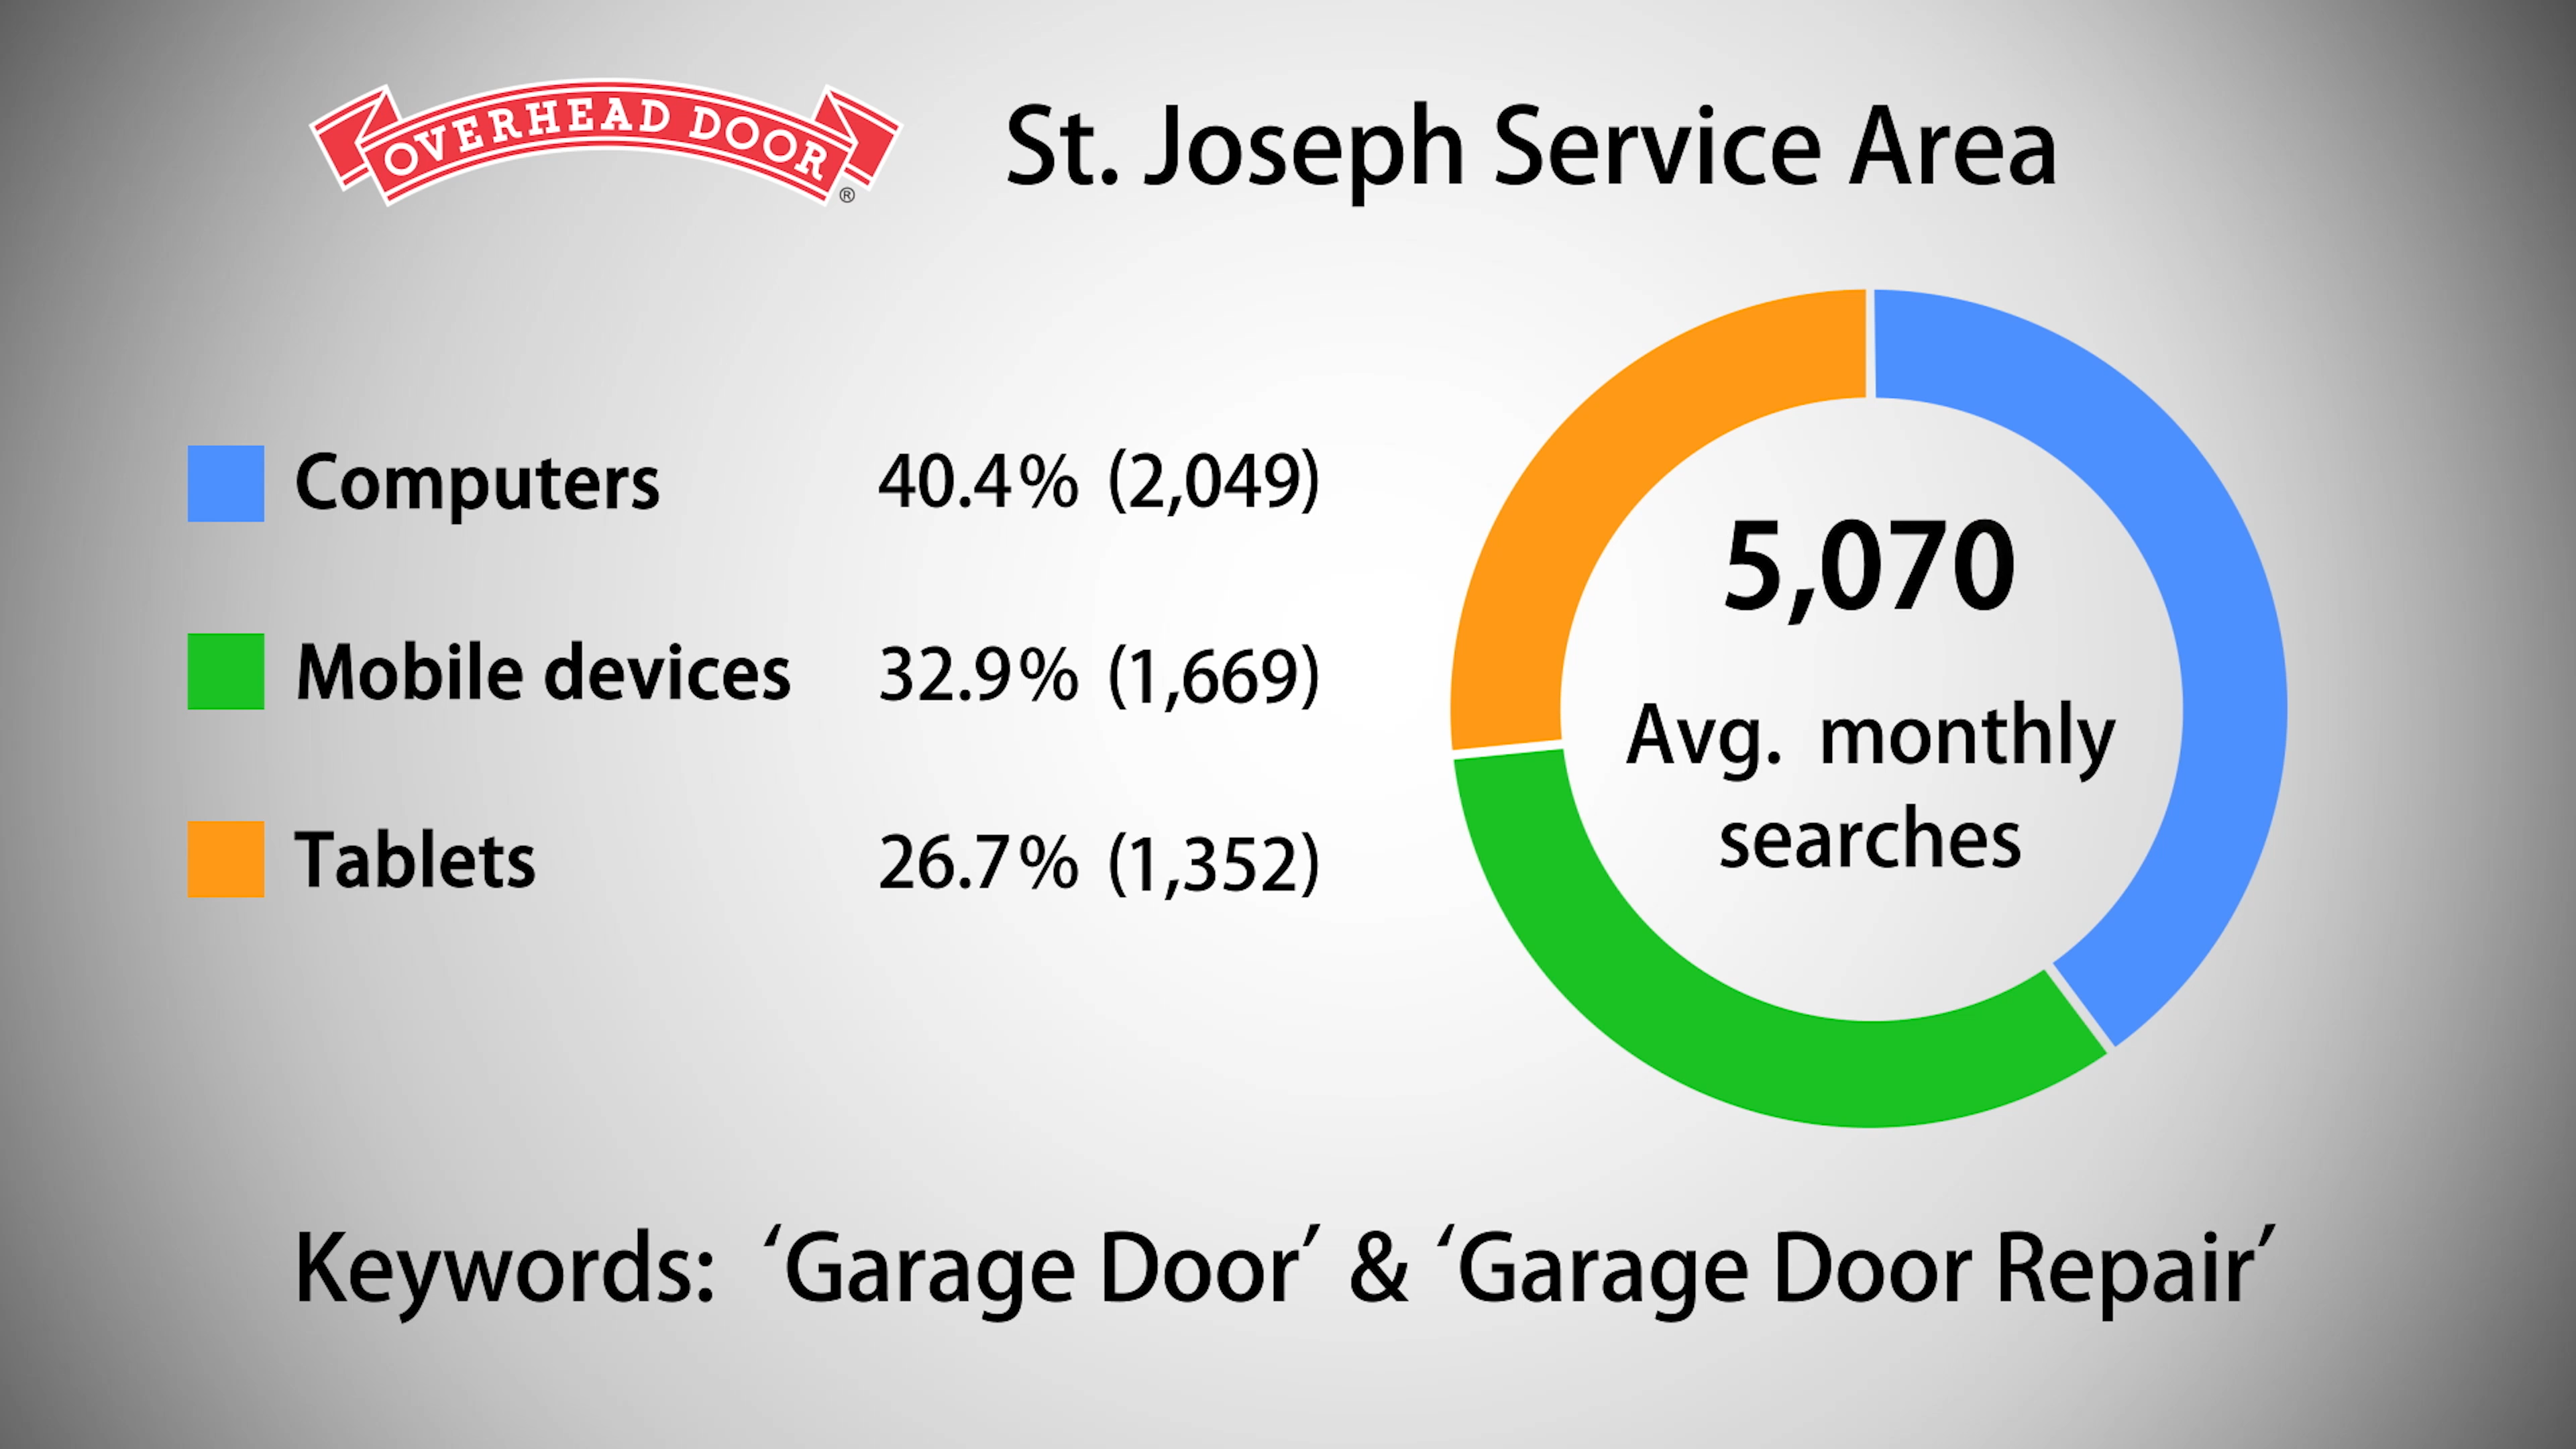 OVERHEAD DOOR
®
St. Joseph Service Area
Computers 40.4% (2,049)
Mobile devices 32.9% (1,669)
Tablets 26.7% (1,352)
5,070
Avg. monthly
searches
Keywords: ‘Garage Door’ & ‘Garage Door Repair’